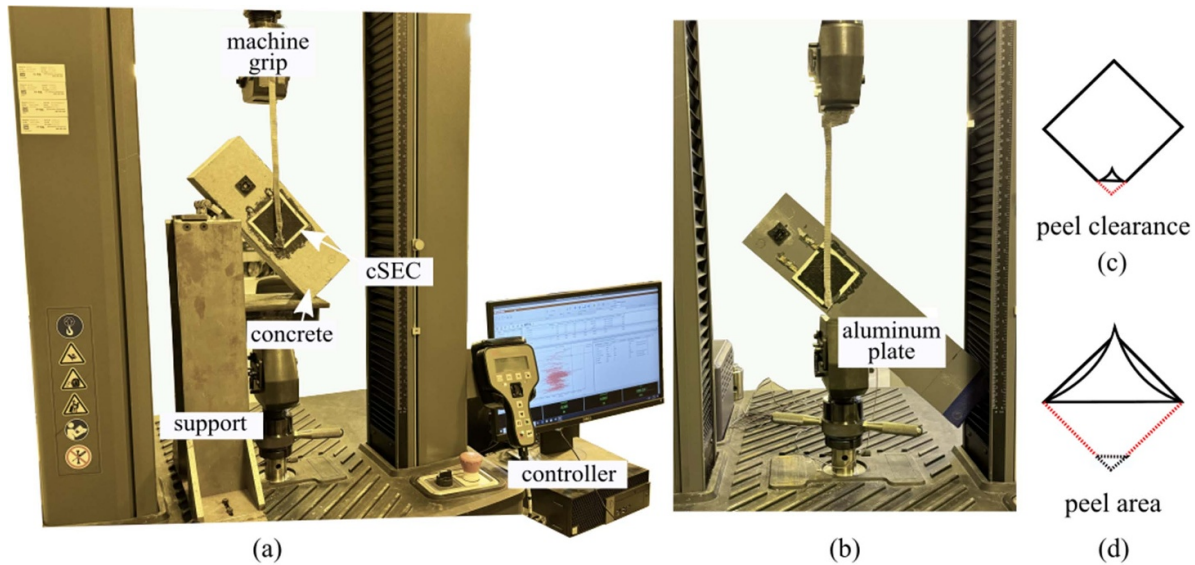 machine
grip
cSEC
concrete
support
controller
(a)
aluminum
plate
(b)
peel clearance
(c)
peel area
(d)